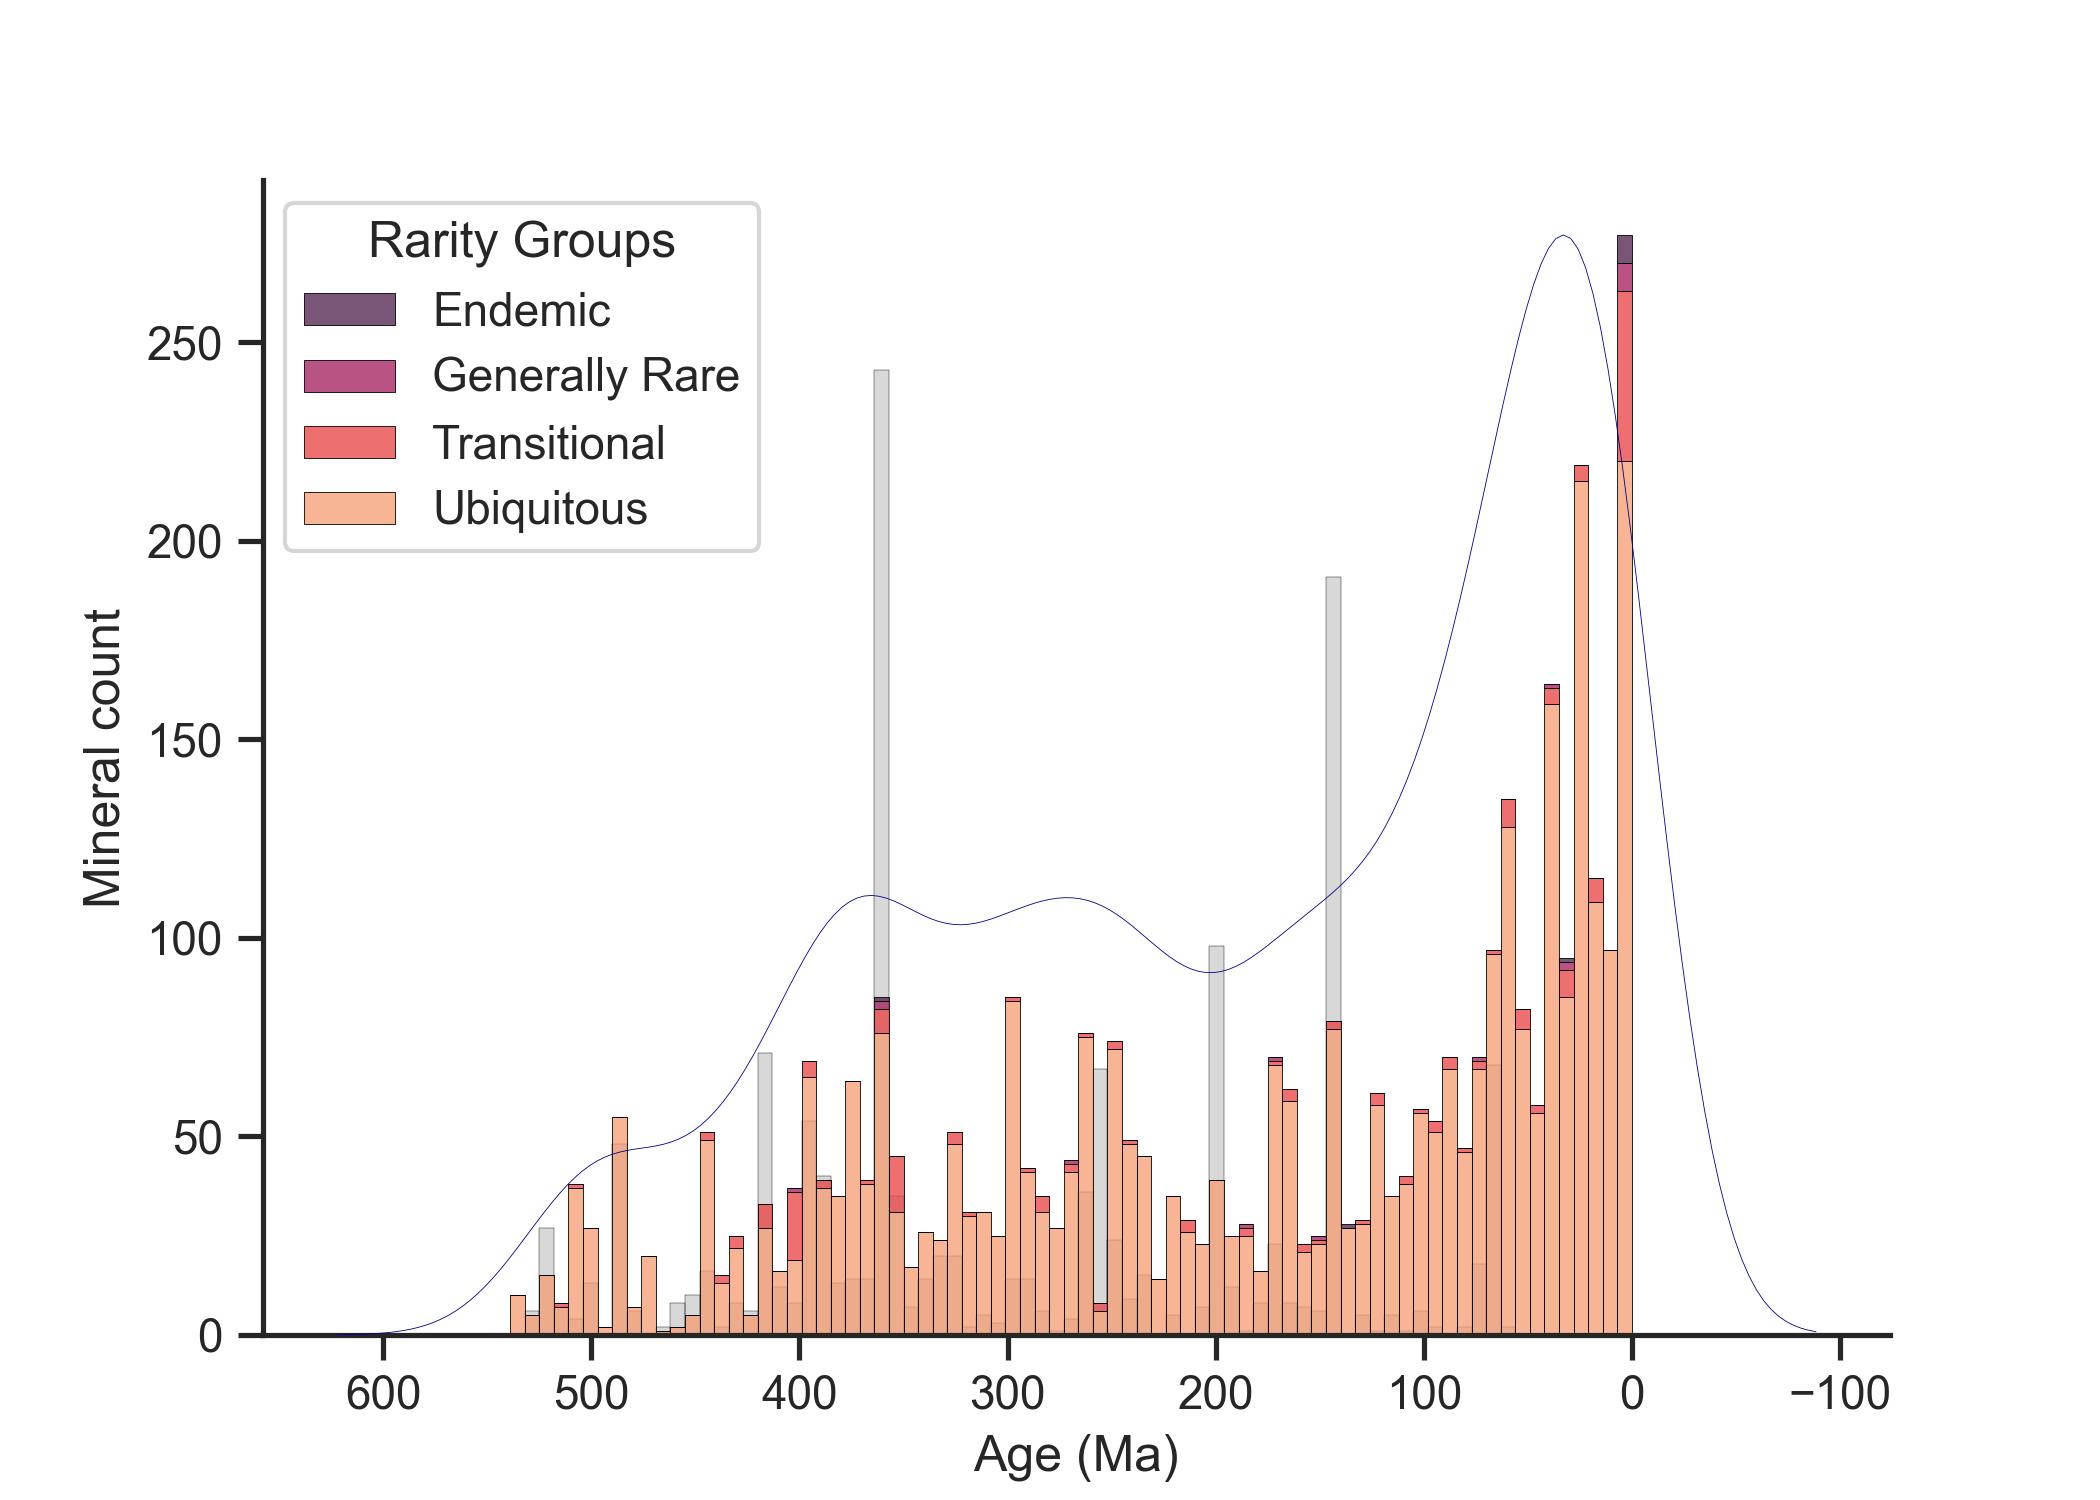 Rarity Groups
Endemic
Generally Rare
Transitional
Ubiquitous
Mineral count
250
200
150
100
50
0
600 500 400 300 200 100 0 −100
Age (Ma)